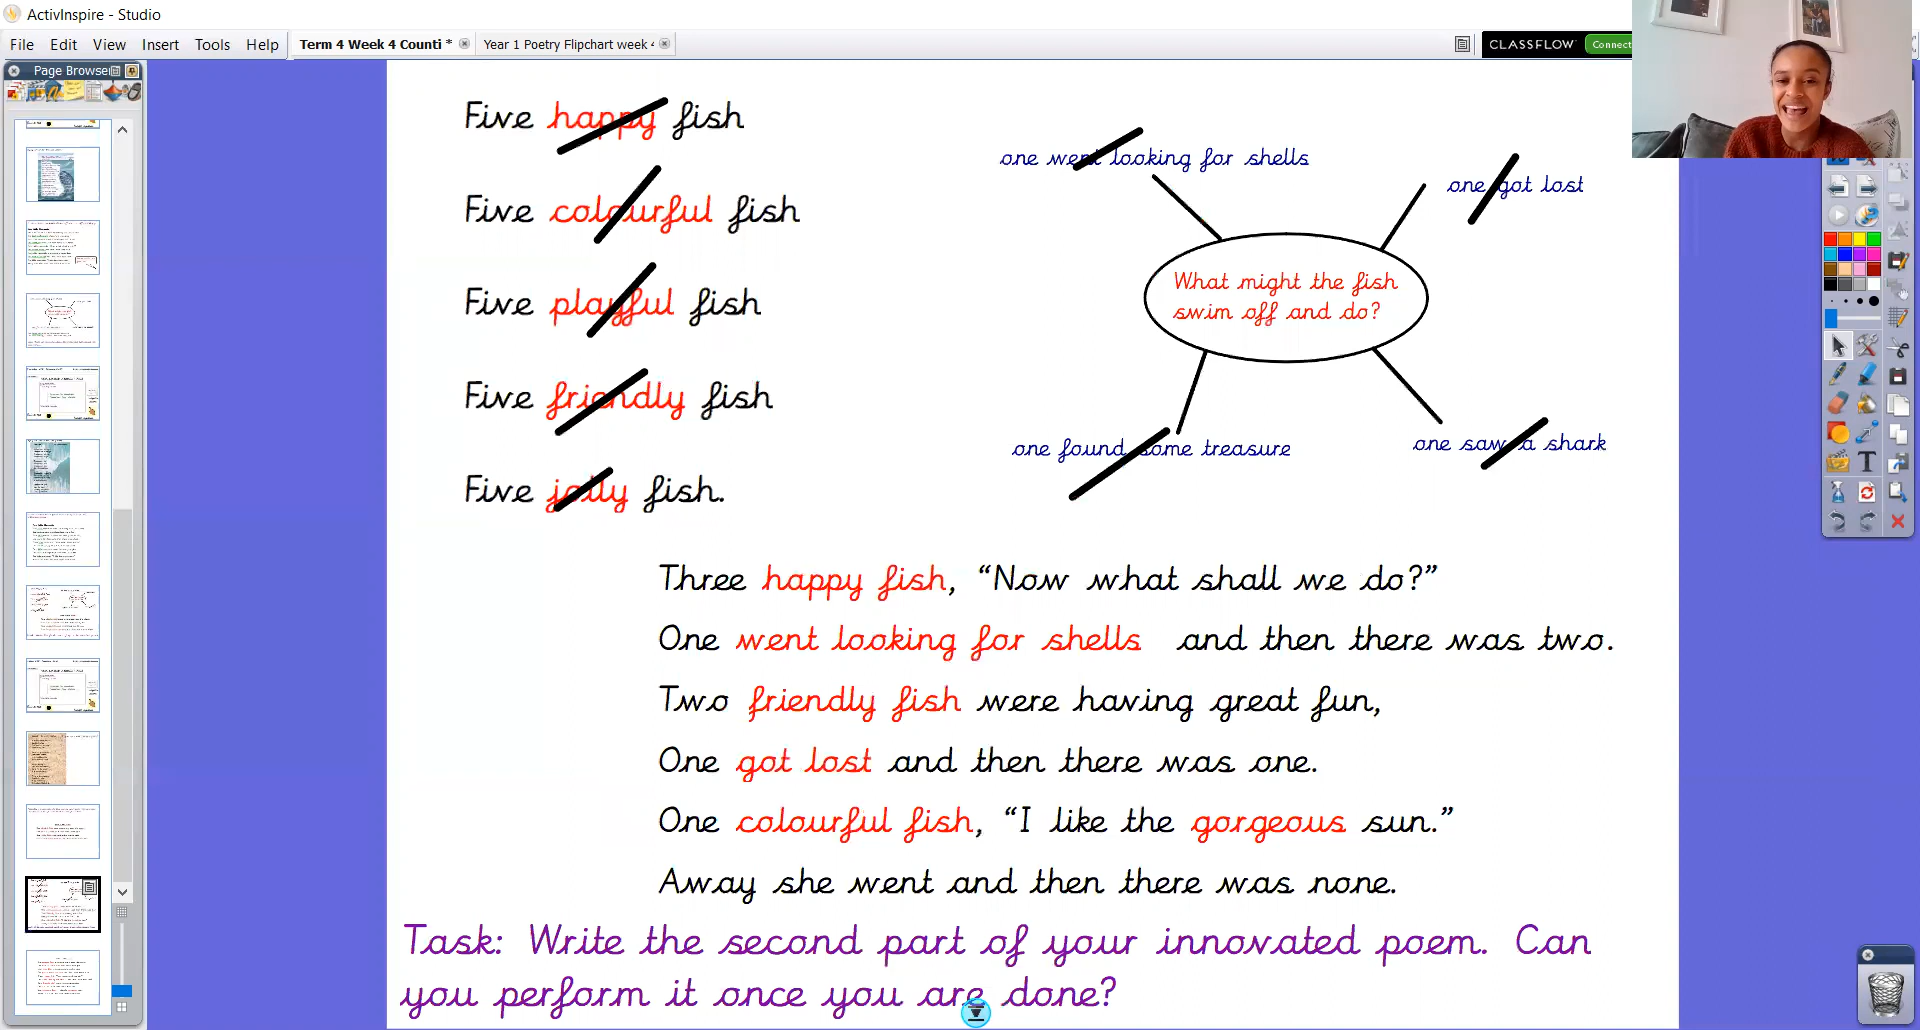 ActivInspire - Studio
File Edit View Insert Tools Help
Term 4 Week 4 Counti *
Year 1 Poetry Flipchart week 4
CLASSFLOW Connect
Page Browser
Five happy fish
Five colourful fish
Five playful fish
Five friendly fish
Five jolly fish.
one went looking for shells
one got lost
What might the fish
swim off and do?
one found some treasure
one saw a shark
Three happy fish, “Now what shall we do?”
One went looking for shells and then there was two.
Two friendly fish were having great fun,
One got lost and then there was one.
One colourful fish, “I like the gorgeous sun.”
Away she went and then there was none.
Task: Write the second part of your innovated poem. Can
you perform it once you are done?